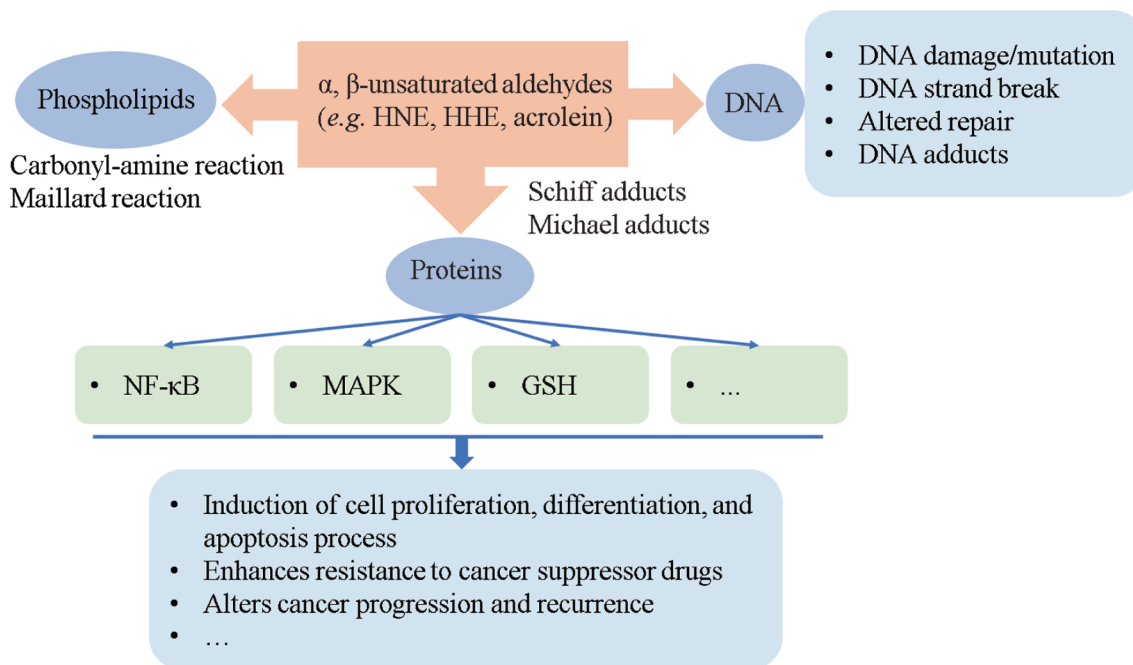 Phospholipids
Carbonyl-amine reaction
Maillard reaction
α, β-unsaturated aldehydes
(e.g. HNE, HHE, acrolein)
DNA
• DNA damage/mutation
• DNA strand break
• Altered repair
• DNA adducts
Schiff adducts
Michael adducts
Proteins
• NF-κB
• MAPK
• GSH
• ...
• Induction of cell proliferation, differentiation, and
apoptosis process
• Enhances resistance to cancer suppressor drugs
• Alters cancer progression and recurrence
• …